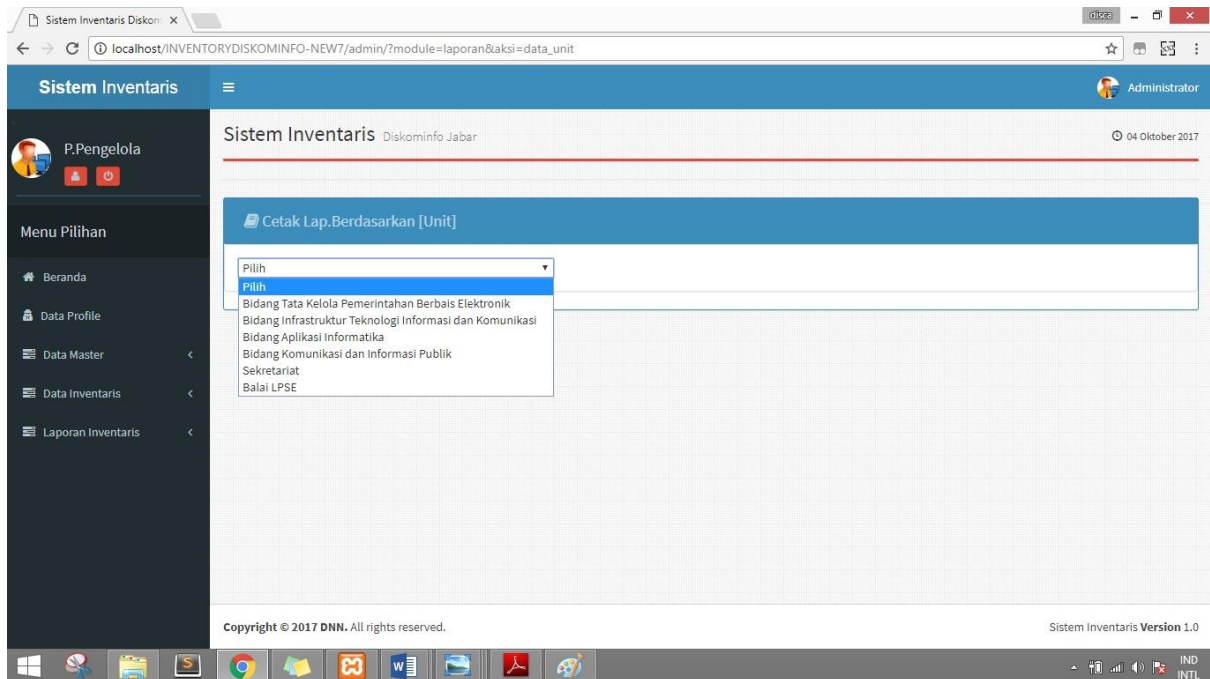 Sistem Inventaris Diskom
disca
localhost/INVENTORYDISKOMINFO-NEW7/admin/?module=laporan&aksi=data_unit
Sistem Inventaris
Administrator
P.Pengelola
Sistem Inventaris Diskominfo Jabar
04 Oktober 2017
Menu Pilihan
Beranda
Data Profile
Data Master
Data Inventaris
Laporan Inventaris
Cetak Lap.Berdasarkan [Unit]
Pilih
Pilih
Bidang Tata Kelola Pemerintahan Berbais Elektronik
Bidang Infrastruktur Teknologi Informasi dan Komunikasi
Bidang Aplikasi Informatika
Bidang Komunikasi dan Informasi Publik
Sekretariat
Balai LPSE
Copyright © 2017 DNN. All rights reserved.
Sistem Inventaris Version 1.0
IND
INTL